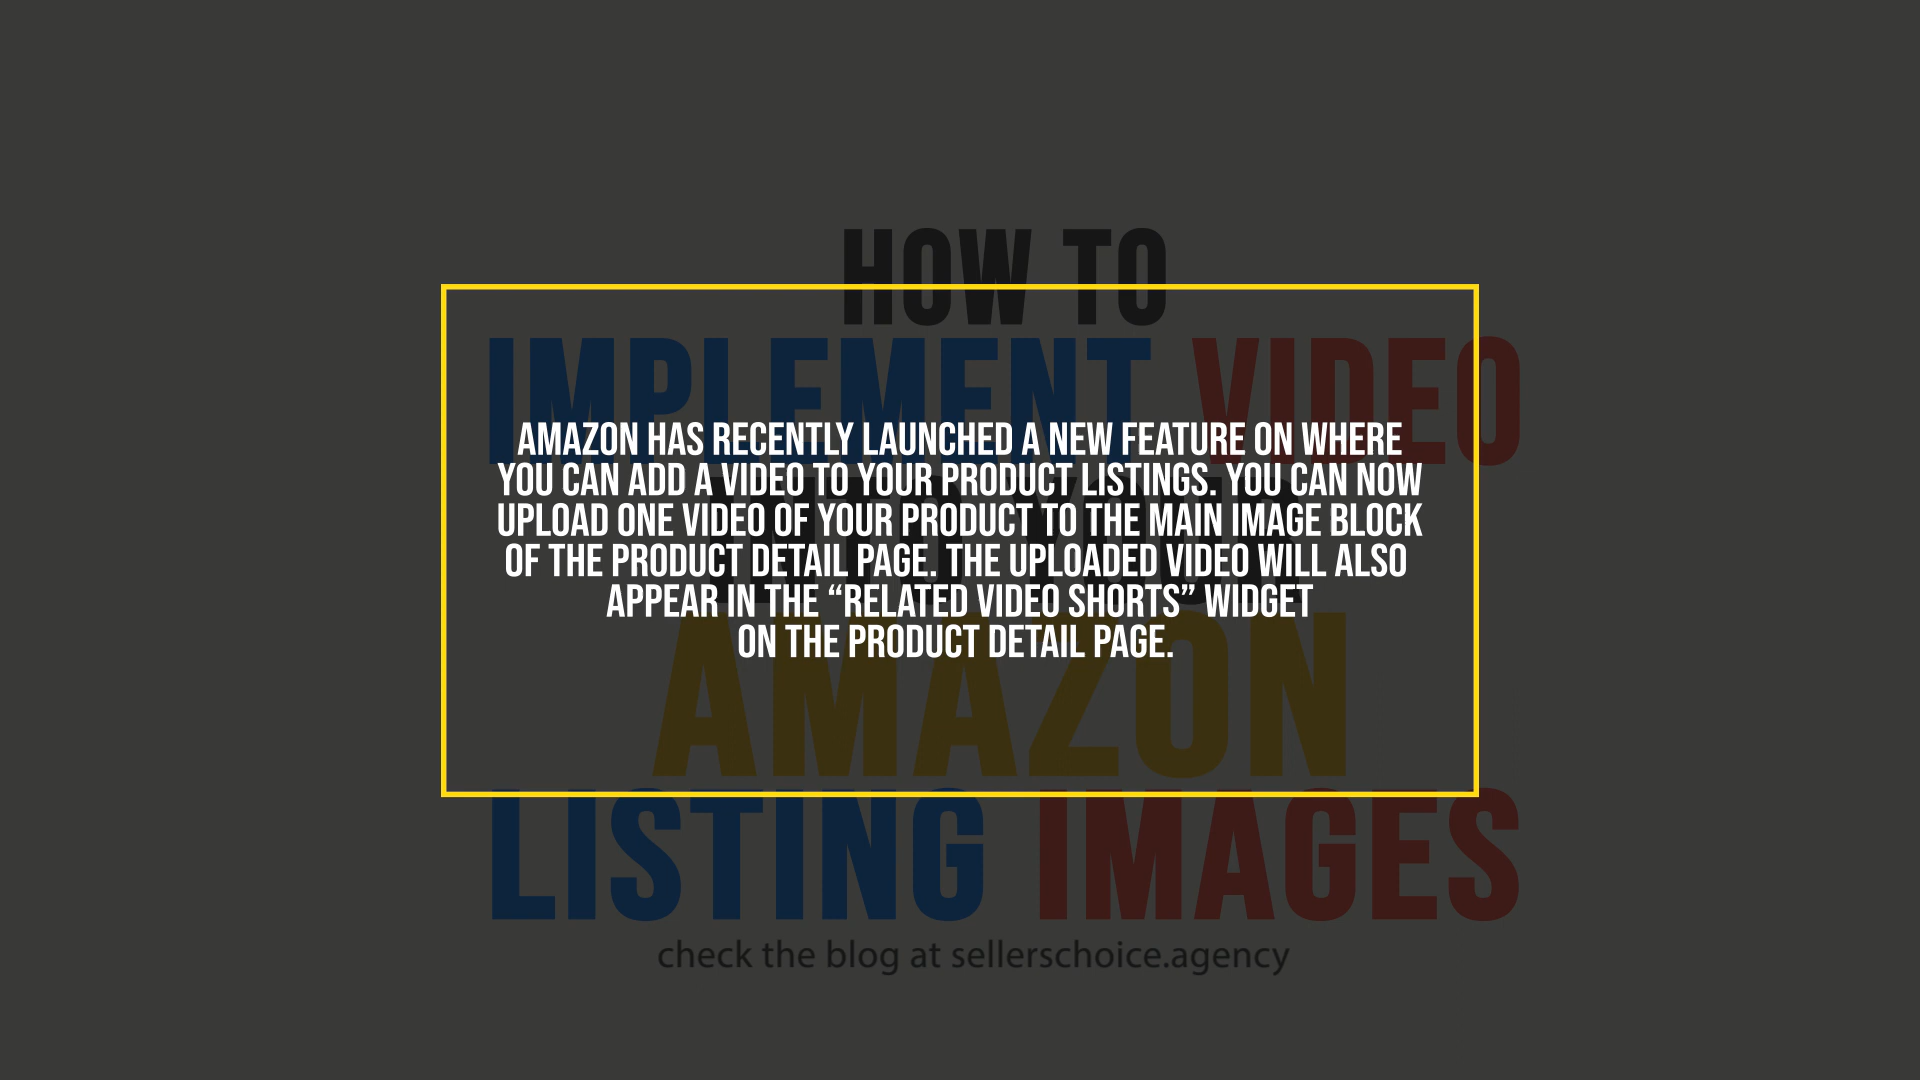 HOW TO
IMPLEMENT VIDEO
INTO YOUR
AMAZON
LISTING IMAGES
check the blog at sellerschoice.agency
AMAZON HAS RECENTLY LAUNCHED A NEW FEATURE ON WHERE
YOU CAN ADD A VIDEO TO YOUR PRODUCT LISTINGS. YOU CAN NOW
UPLOAD ONE VIDEO OF YOUR PRODUCT TO THE MAIN IMAGE BLOCK
OF THE PRODUCT DETAIL PAGE. THE UPLOADED VIDEO WILL ALSO
APPEAR IN THE “RELATED VIDEO SHORTS” WIDGET
ON THE PRODUCT DETAIL PAGE.